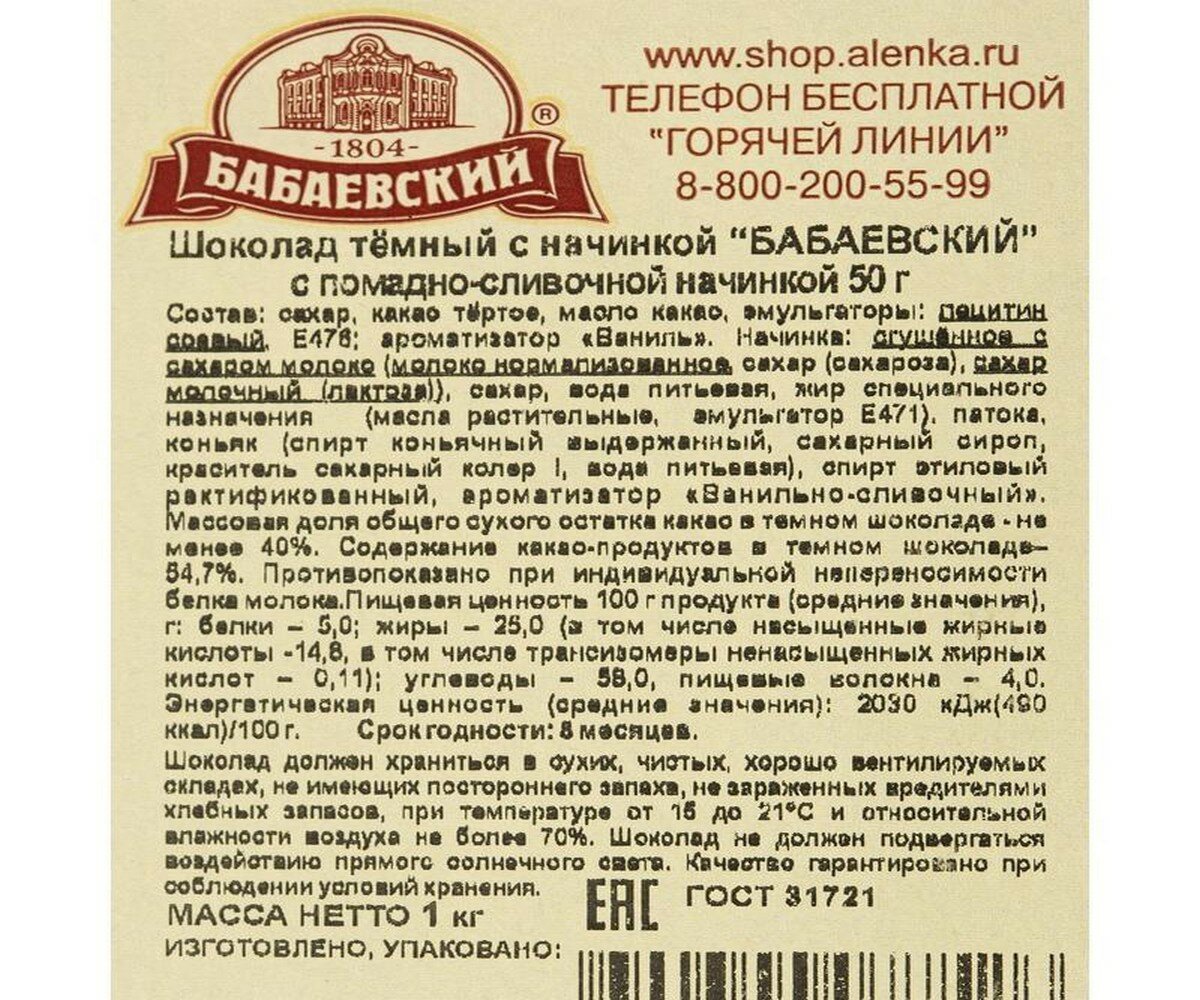 www.shop.alenka.ru
ТЕЛЕФОН БЕСПЛАТНОЙ
"ГОРЯЧЕЙ ЛИНИИ"
8-800-200-55-99
®
-1804-
БАБАЕВСКИЙ
Шоколад тёмный с начинкой "БАБАЕВСКИЙ"
с помадно-сливочной начинкой 50 г
Состав: сахар, какао тёртое, масло какао, эмульгаторы: лецитин
соевый, Е476; ароматизатор «Ваниль». Начинка: сгущённое с
сахаром молоко (молоко нормализованное, сахар (сахароза), сахар
молочный (лактоза)), сахар, вода питьевая, жир специального
назначения (масла растительные, эмульгатор Е471), патока,
коньяк (спирт коньячный выдержанный, сахарный сироп,
краситель сахарный колер I, вода питьевая), спирт этиловый
ректификованный, ароматизатор «Ванильно-сливочный».
Массовая доля общего сухого остатка какао в темном шоколаде - не
менее 40%. Содержание какао-продуктов в темном шоколаде–
54,7%. Противопоказано при индивидуальной непереносимости
белка молока.Пищевая ценность 100 г продукта (средние значения),
г: белки – 5,0; жиры – 25,0 (в том числе насыщенные жирные
кислоты -14,8, в том числе трансизомеры ненасыщенных жирных
кислот – 0,11); углеводы – 58,0, пищевые волокна – 4,0.
Энергетическая ценность (средние значения): 2030 кДж(490
ккал)/100 г. Срок годности: 8 месяцев.
Шоколад должен храниться в сухих, чистых, хорошо вентилируемых
складах, не имеющих постороннего запаха, не зараженных вредителями
хлебных запасов, при температуре от 15 до 21°С и относительной
влажности воздуха не более 70%. Шоколад не должен подвергаться
воздействию прямого солнечного света. Качество гарантировано при
соблюдении условий хранения.
ЕАС ГОСТ 31721
МАССА НЕТТО 1 кг
ИЗГОТОВЛЕНО, УПАКОВАНО: